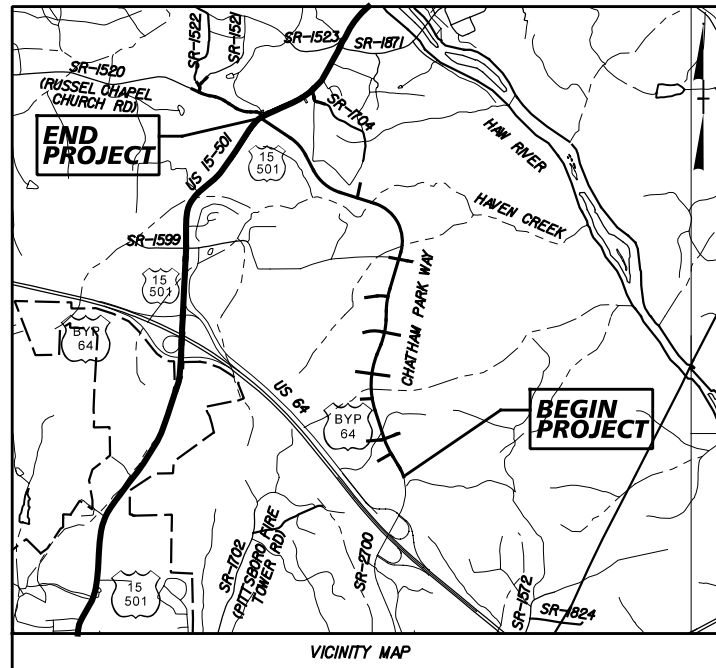 SR-1522
SR-1521
SR-1523
SR-1871
SR-1520
(RUSSEL CHAPEL
CHURCH RD)
SR-1704
END
PROJECT
US 15-501
15
501
HAW RIVER
HAVEN CREEK
SR-1599
15
501
BYP
64
CHATHAM PARK WAY
US 64
BYP
64
BEGIN
PROJECT
SR-1702
(PITTSBORO FIRE
TOWER RD)
SR-2700
15
501
SR-1572
SR-1824
VICINITY MAP